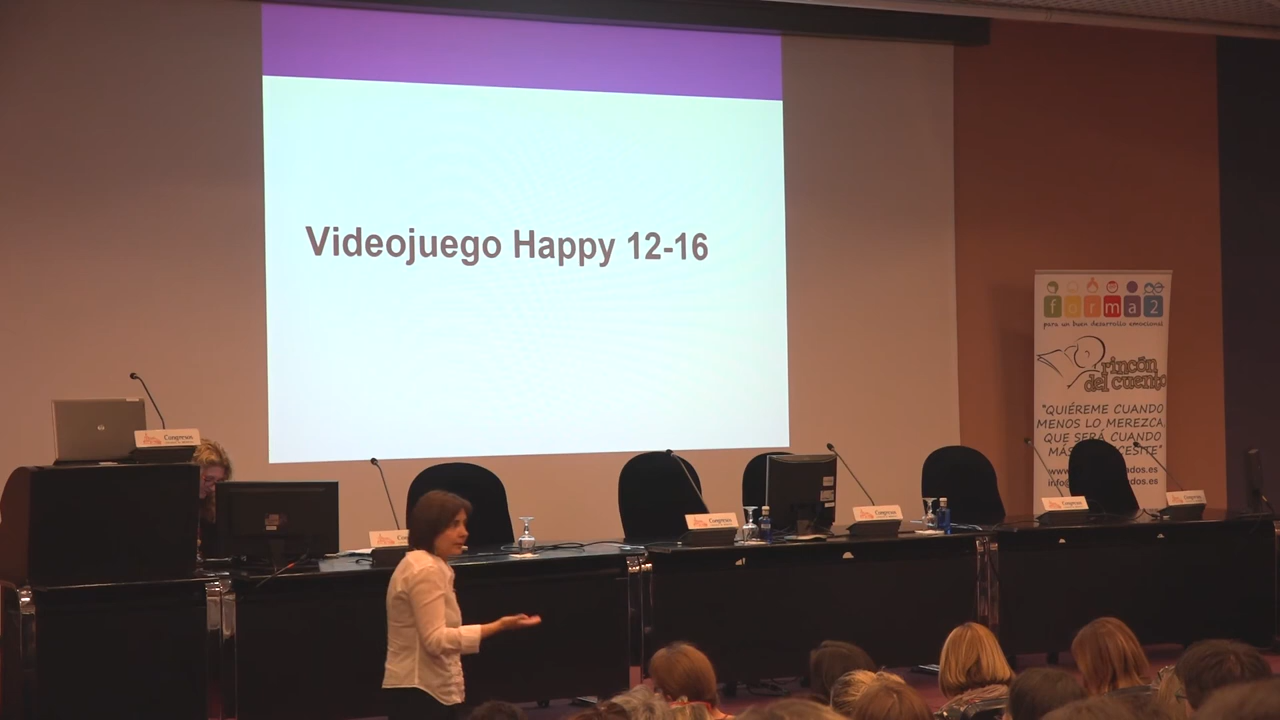 Videojuego Happy 12-16
forma2
para un buen desarrollo emocional
rincón
del cuento
"QUIÉREME CUANDO
MENOS LO MEREZCA,
QUE SERÁ CUANDO
Congresos
Congresos
Congresos
Congresos
Congresos